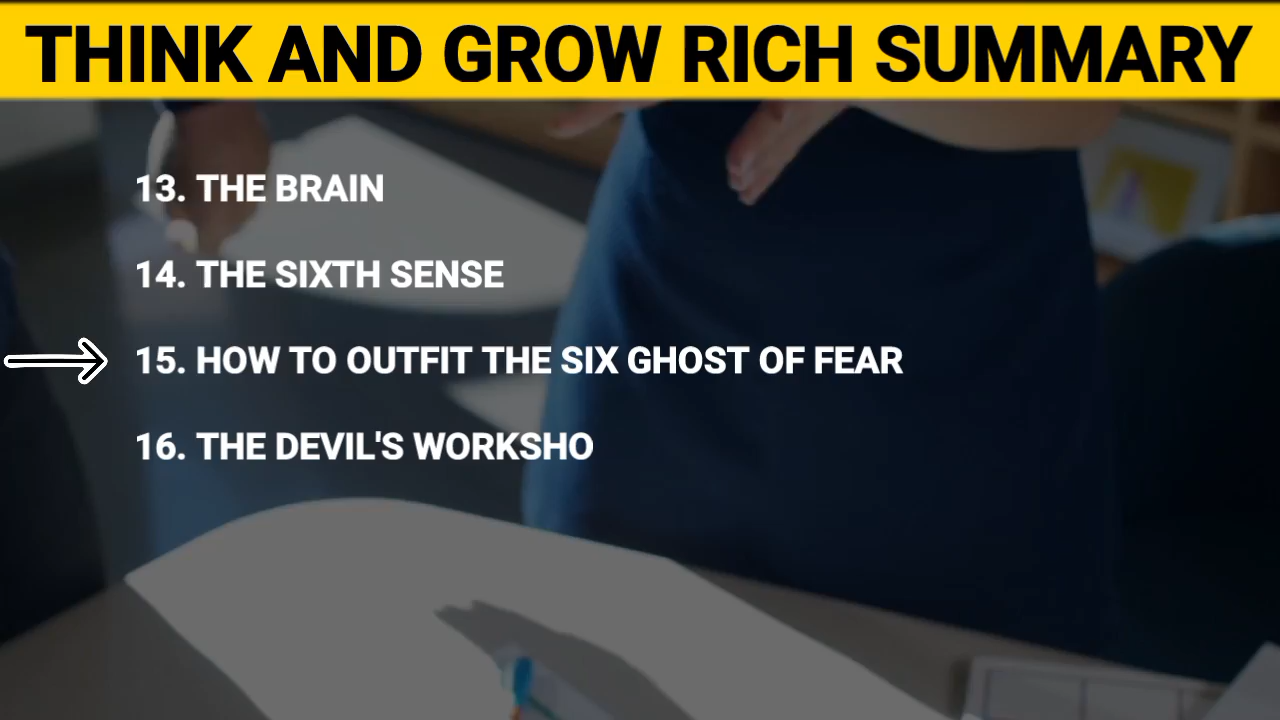 THINK AND GROW RICH SUMMARY
13. THE BRAIN
14. THE SIXTH SENSE
15. HOW TO OUTFIT THE SIX GHOST OF FEAR
16. THE DEVIL'S WORKSHO